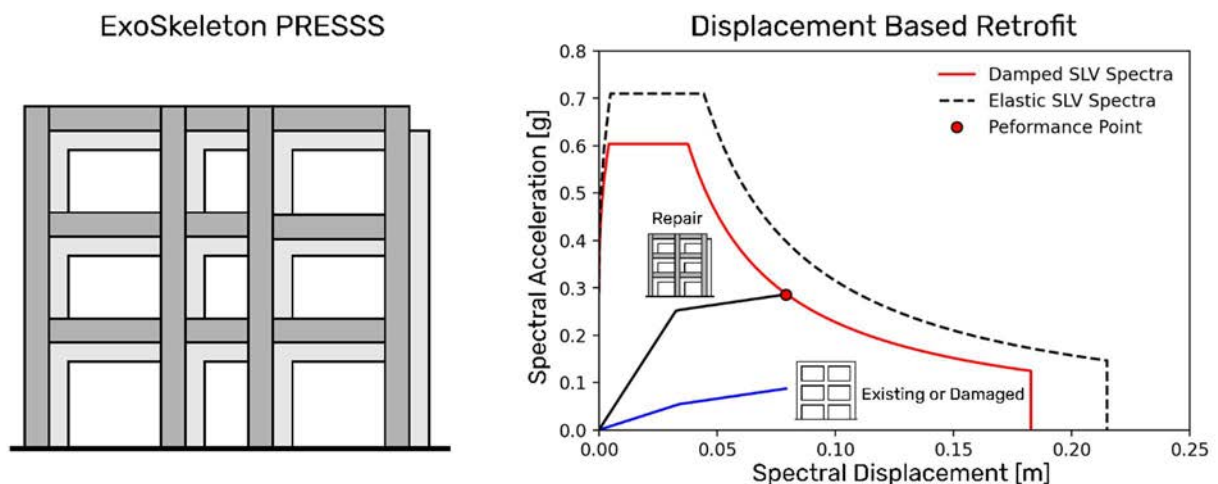 ExoSkeleton PRESSS
Displacement Based Retrofit
Spectral Acceleration [g]
0.8
0.7
0.6
0.5
0.4
0.3
0.2
0.1
0.0
Damped SLV Spectra
Elastic SLV Spectra
Peformance Point
Repair
Existing or Damaged
0.00 0.05 0.10 0.15 0.20 0.25
Spectral Displacement [m]